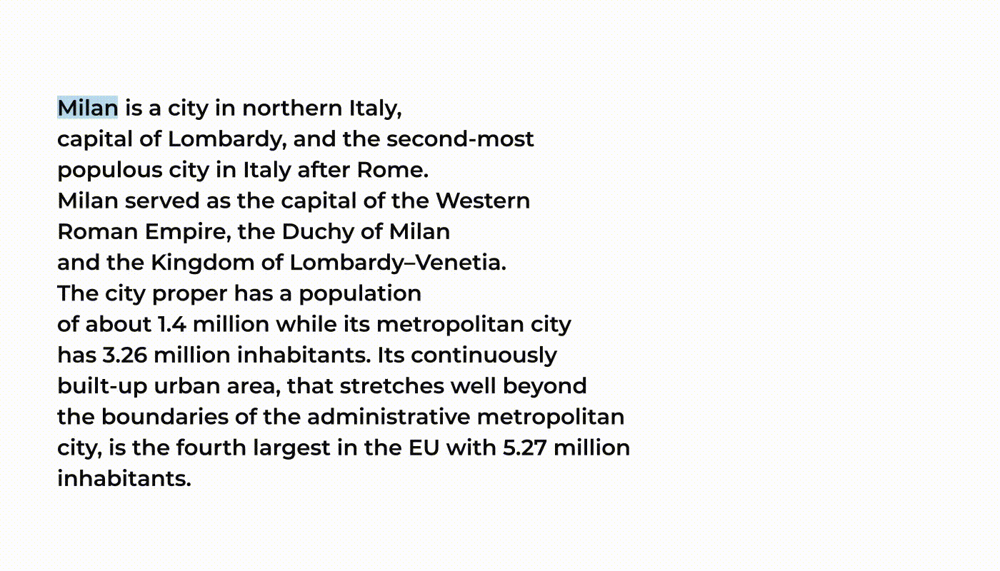 Milan is a city in northern Italy,
capital of Lombardy, and the second-most
populous city in Italy after Rome.
Milan served as the capital of the Western
Roman Empire, the Duchy of Milan
and the Kingdom of Lombardy–Venetia.
The city proper has a population
of about 1.4 million while its metropolitan city
has 3.26 million inhabitants. Its continuously
built-up urban area, that stretches well beyond
the boundaries of the administrative metropolitan
city, is the fourth largest in the EU with 5.27 million
inhabitants.